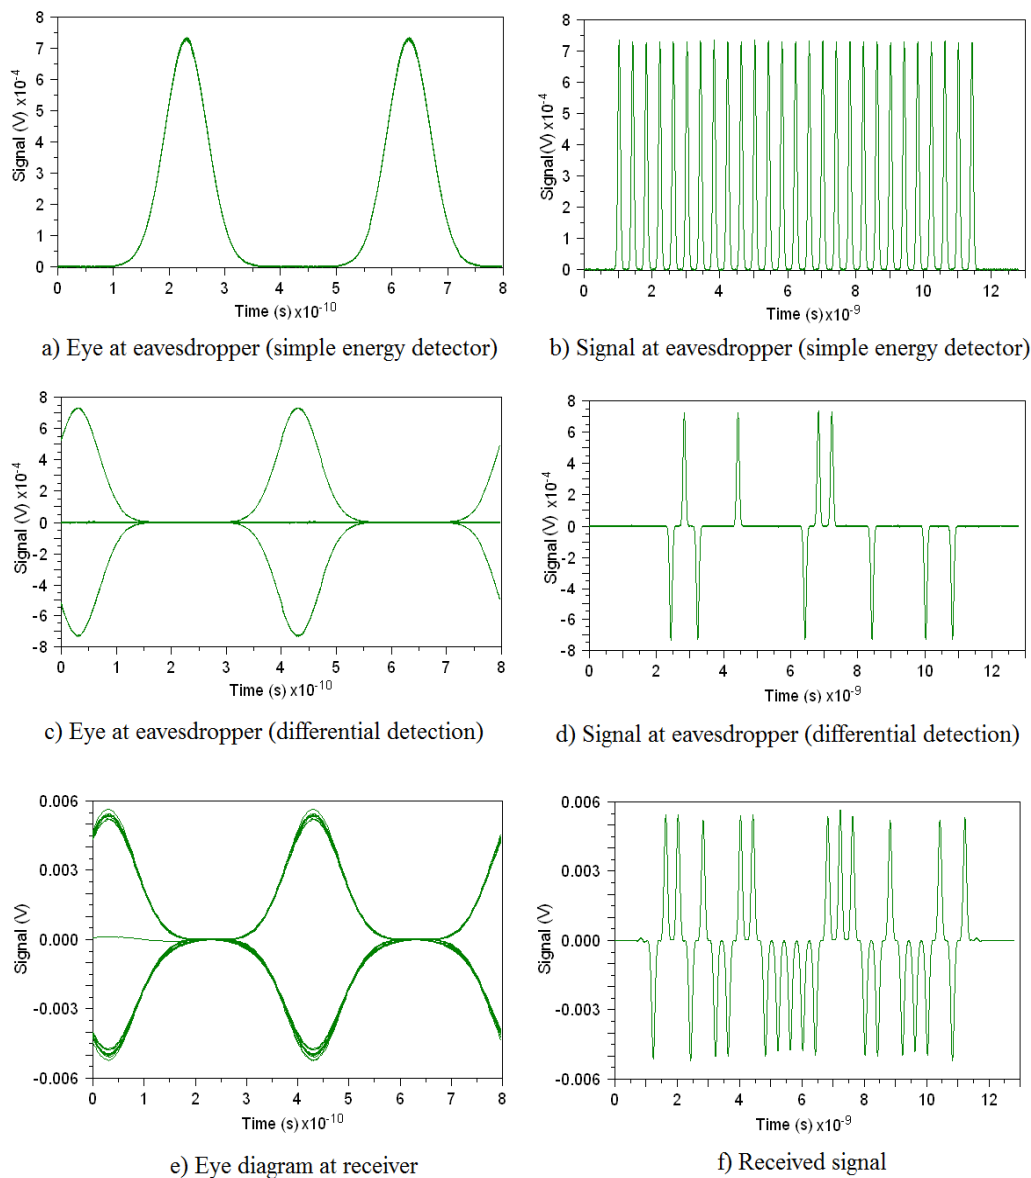 8
7
6
5
4
3
2
1
0
Signal (V) x10⁻⁴
0 1 2 3 4 5 6 7 8
Time (s) x10⁻¹⁰
a) Eye at eavesdropper (simple energy detector)
8
7
6
5
4
3
2
1
0
Signal(V) x10⁻⁴
0 2 4 6 8 10 12
Time (s) x10⁻⁹
b) Signal at eavesdropper (simple energy detector)
8
6
4
2
0
-2
-4
-6
-8
Signal (V) x10⁻⁴
0 1 2 3 4 5 6 7 8
Time (s) x10⁻¹⁰
c) Eye at eavesdropper (differential detection)
8
6
4
2
0
-2
-4
-6
-8
Signal (V) x10⁻⁴
0 2 4 6 8 10 12
Time (s) x10⁻⁹
d) Signal at eavesdropper (differential detection)
0.006
0.003
0.000
-0.003
-0.006
Signal (V)
0 1 2 3 4 5 6 7 8
Time (s) x10⁻¹⁰
e) Eye diagram at receiver
0.006
0.003
0.000
-0.003
-0.006
Signal (V)
0 2 4 6 8 10 12
Time (s) x10⁻⁹
f) Received signal